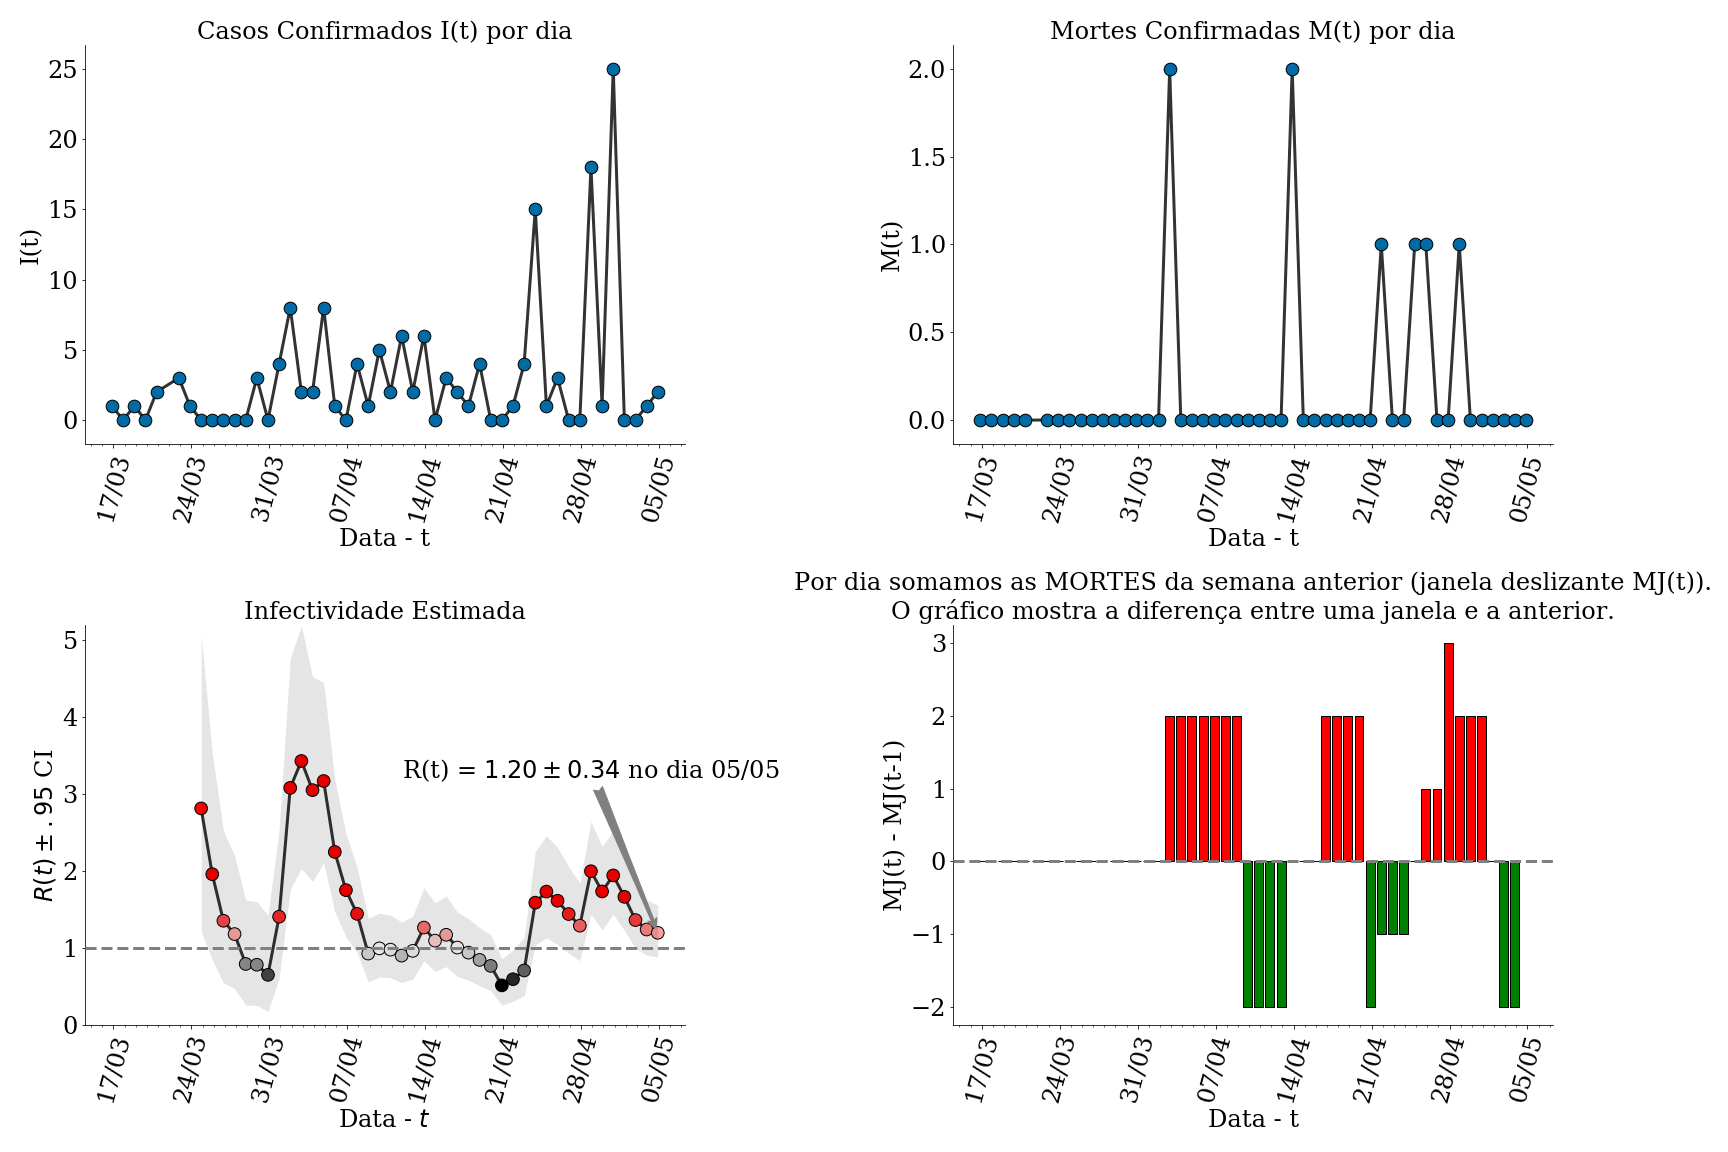 Casos Confirmados I(t) por dia
25
20
15
10
5
0
I(t)
17/03 24/03 31/03 07/04 14/04 21/04 28/04 05/05
Data - t
Mortes Confirmadas M(t) por dia
2.0
1.5
1.0
0.5
0.0
M(t)
17/03 24/03 31/03 07/04 14/04 21/04 28/04 05/05
Data - t
Infectividade Estimada
5
4
3
2
1
0
R(t) ± .95 CI
R(t) = 1.20 ± 0.34 no dia 05/05
17/03 24/03 31/03 07/04 14/04 21/04 28/04 05/05
Data - t
Por dia somamos as MORTES da semana anterior (janela deslizante MJ(t)).
O gráfico mostra a diferença entre uma janela e a anterior.
3
2
1
0
−1
−2
MJ(t) - MJ(t-1)
17/03 24/03 31/03 07/04 14/04 21/04 28/04 05/05
Data - t